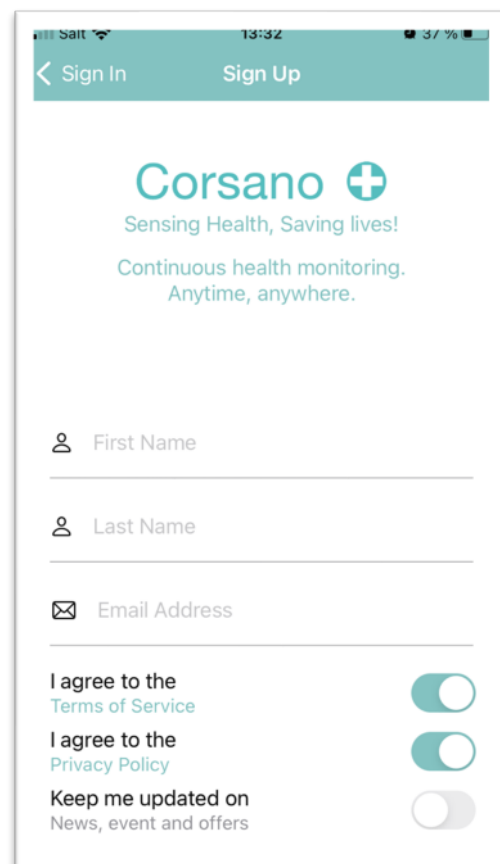 Salt 13:32 37 %
Sign In Sign Up
Corsano
Sensing Health, Saving lives!
Continuous health monitoring.
Anytime, anywhere.
First Name
Last Name
Email Address
I agree to the
Terms of Service
I agree to the
Privacy Policy
Keep me updated on
News, event and offers